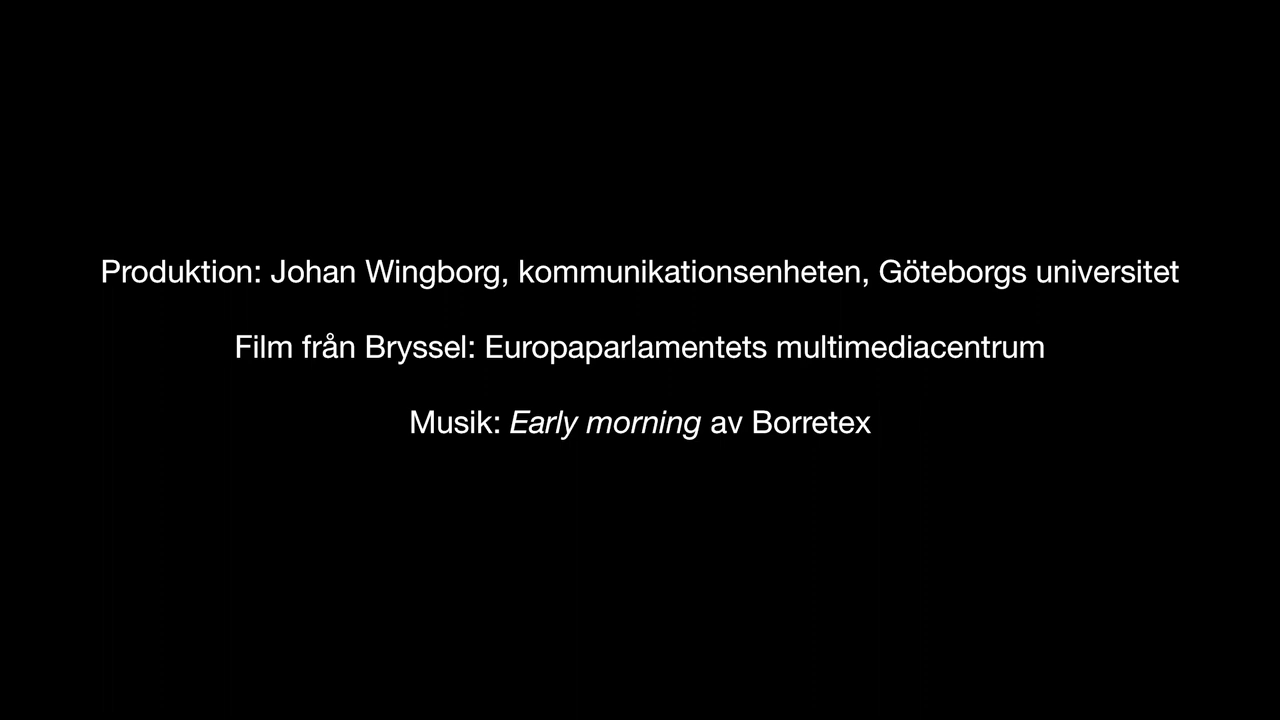 Produktion: Johan Wingborg, kommunikationsenheten, Göteborgs universitet
Film från Bryssel: Europaparlamentets multimediacentrum
Musik: Early morning av Borretex